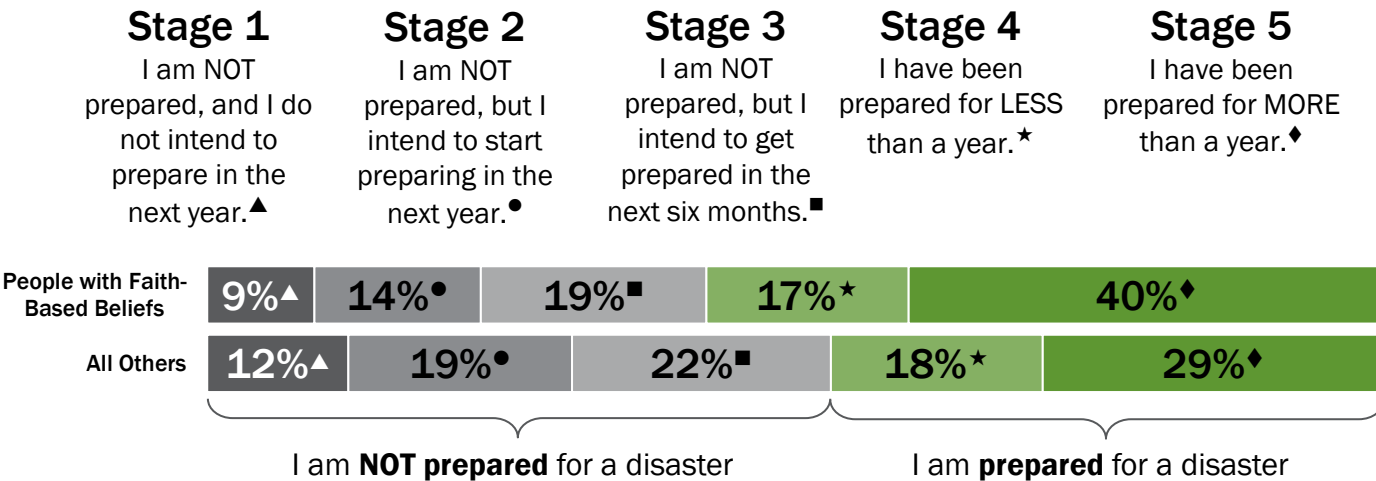 Stage 1
I am NOT
prepared, and I do
not intend to
prepare in the
next year.▲
Stage 2
I am NOT
prepared, but I
intend to start
preparing in the
next year.●
Stage 3
I am NOT
prepared, but I
intend to get
prepared in the
next six months.■
Stage 4
I have been
prepared for LESS
than a year.★
Stage 5
I have been
prepared for MORE
than a year.♦
People with Faith-
Based Beliefs
9%▲ 14%● 19%■ 17%★ 40%♦
All Others
12%▲ 19%● 22%■ 18%★ 29%♦
I am NOT prepared for a disaster
I am prepared for a disaster